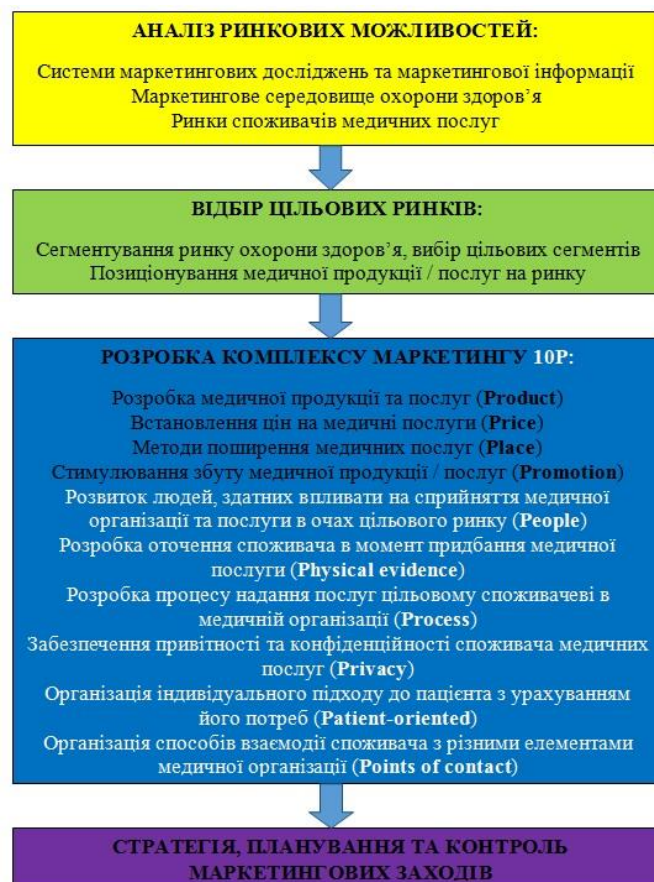 АНАЛІЗ РИНКОВИХ МОЖЛИВОСТЕЙ:
Системи маркетингових досліджень та маркетингової інформації
Маркетингове середовище охорони здоров’я
Ринки споживачів медичних послуг
ВІДБІР ЦІЛЬОВИХ РИНКІВ:
Сегментування ринку охорони здоров’я, вибір цільових сегментів
Позиціонування медичної продукції / послуг на ринку
РОЗРОБКА КОМПЛЕКСУ МАРКЕТИНГУ 10P:
Розробка медичної продукції та послуг (Product)
Встановлення цін на медичні послуги (Price)
Методи поширення медичних послуг (Place)
Стимулювання збуту медичної продукції / послуг (Promotion)
Розвиток людей, здатних впливати на сприйняття медичної
організації та послуги в очах цільового ринку (People)
Розробка оточення споживача в момент придбання медичної
послуги (Physical evidence)
Розробка процесу надання послуг цільовому споживачеві в
медичній організації (Process)
Забезпечення привітності та конфіденційності споживача медичних
послуг (Privacy)
Організація індивідуального підходу до пацієнта з урахуванням
його потреб (Patient-oriented)
Організація способів взаємодії споживача з різними елементами
медичної організації (Points of contact)
СТРАТЕГІЯ, ПЛАНУВАННЯ ТА КОНТРОЛЬ
МАРКЕТИНГОВИХ ЗАХОДІВ